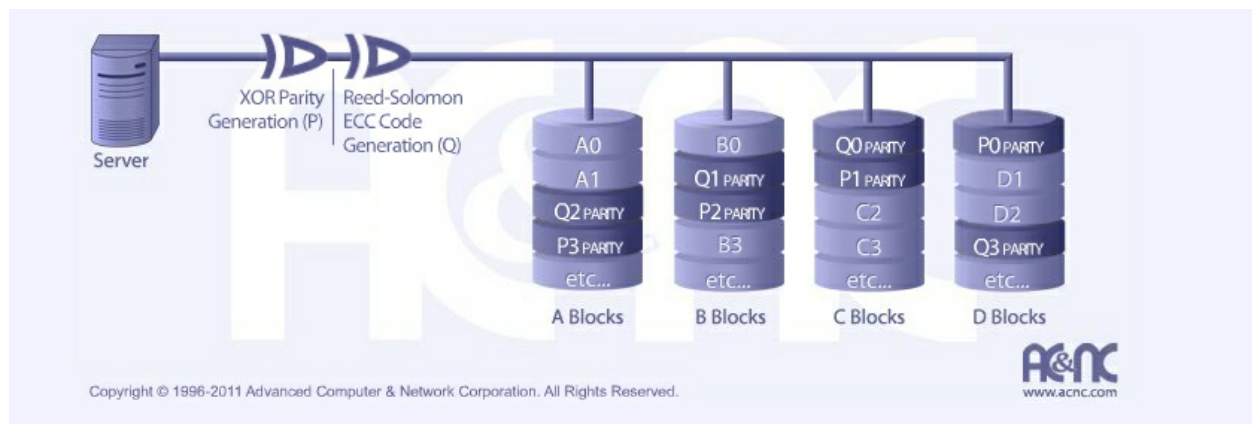 XOR Parity
Generation (P)
Reed-Solomon
ECC Code
Generation (Q)
Server
A0
A1
Q2 PARITY
P3 PARITY
etc...
A Blocks
B0
Q1 PARITY
P2 PARITY
B3
etc...
B Blocks
Q0 PARITY
P1 PARITY
C2
C3
etc...
C Blocks
P0 PARITY
D1
D2
Q3 PARITY
etc...
D Blocks
AC&NC
www.acnc.com
Copyright © 1996-2011 Advanced Computer & Network Corporation. All Rights Reserved.